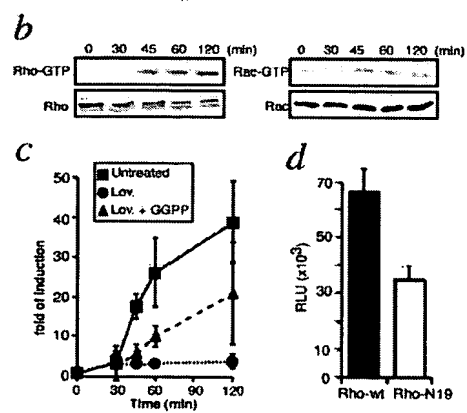 b
0 30 45 60 120 (min)
Rho-GTP
Rho
0 30 45 60 120 (min)
Rac-GTP
Rac
c
Untreated
Lov.
Lov. + GGPP
fold of induction
50
40
30
20
10
0
0 30 60 90 120
Time (min)
d
RLU (x10³)
70
50
30
10
0
Rho-wt Rho-N19